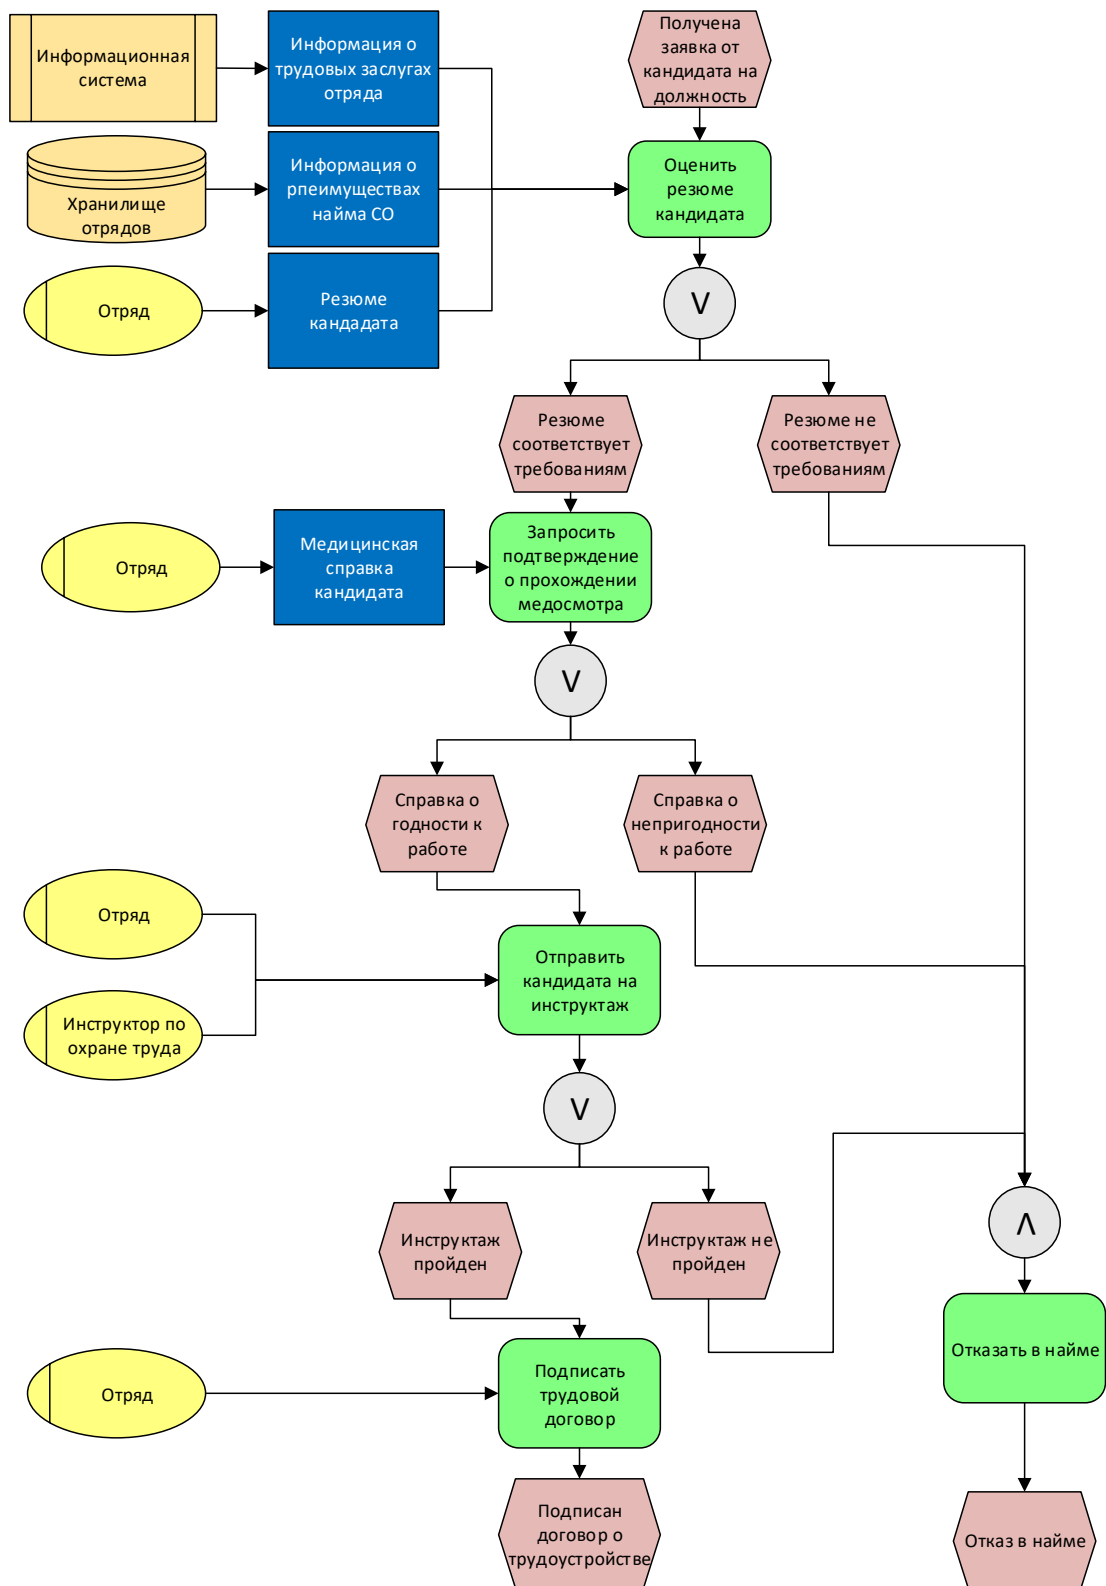 Информационная
система
Информация о
трудовых заслугах
отряда
Получена
заявка от
кандидата на
должность
Хранилище
отрядов
Информация о
рпеимуществах
найма СО
Оценить
резюме
кандидата
Отряд
Резюме
кандадата
V
Резюме
соответствует
требованиям
Резюме не
соответствует
требованиям
Отряд
Медицинская
справка
кандидата
Запросить
подтверждение
о прохождении
медосмотра
V
Справка о
годности к
работе
Справка о
непригодности
к работе
Отряд
Инструктор по
охране труда
Отправить
кандидата на
инструктаж
V
Инструктаж
пройден
Инструктаж не
пройден
Λ
Отказать в найме
Отряд
Подписать
трудовой
договор
Подписан
договор о
трудоустройстве
Отказ в найме